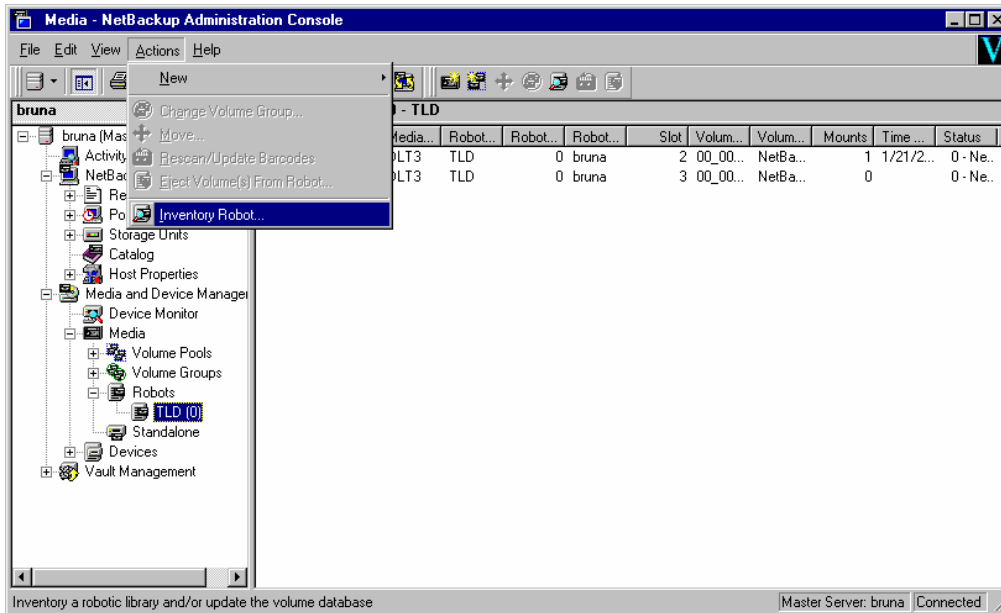 Media - NetBackup Administration Console
File Edit View Actions Help
New
bruna
- TLD
Change Volume Group...
Move...
Rescan/Update Barcodes
Eject Volume(s) From Robot...
Inventory Robot...
Media... Robot... Robot... Robot... Slot Volum... Volum... Mounts Time ... Status
DLT3 TLD 0 bruna 2 00_00... NetBa... 1 1/21/2... 0 - Ne..
DLT3 TLD 0 bruna 3 00_00... NetBa... 0 0 - Ne..
bruna (Mas
Activity
NetBac
Re
Po
Storage Units
Catalog
Host Properties
Media and Device Manager
Device Monitor
Media
Volume Pools
Volume Groups
Robots
TLD (0)
Standalone
Devices
Vault Management
Inventory a robotic library and/or update the volume database
Master Server: bruna Connected